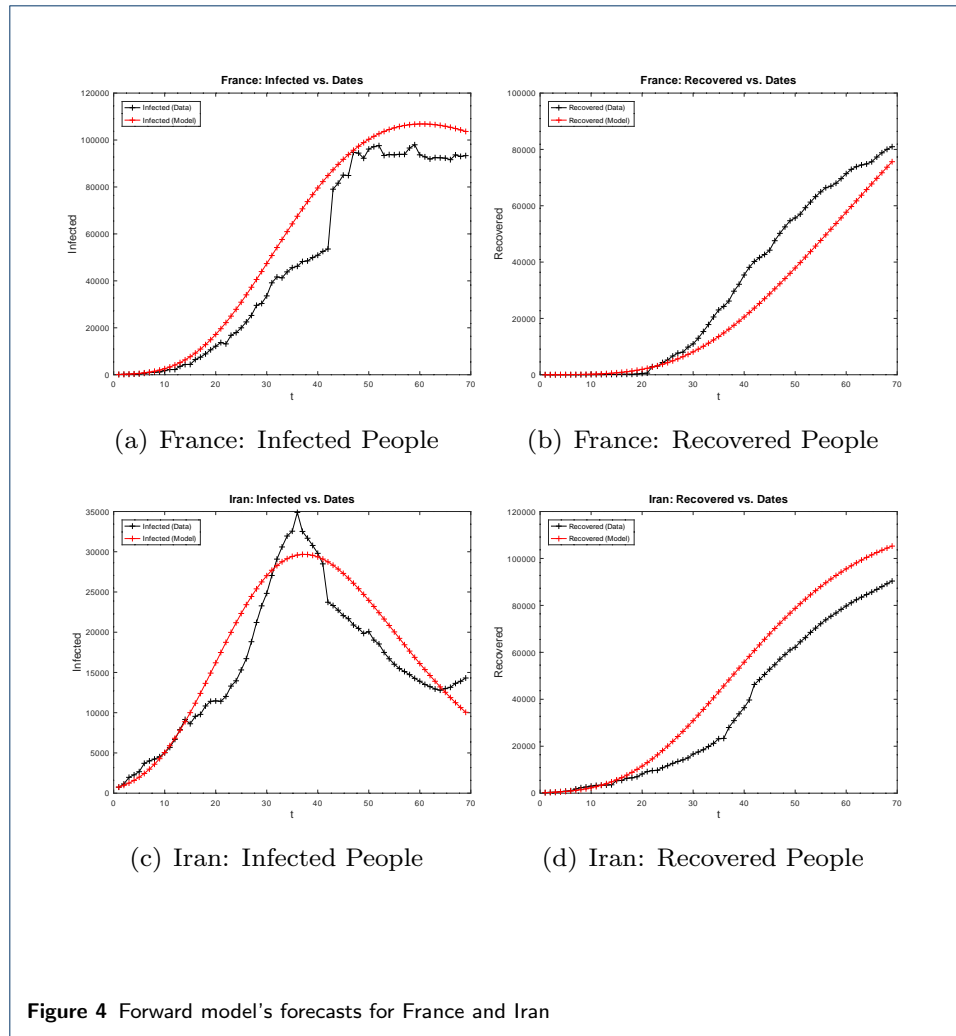 France: Infected vs. Dates
120000
100000
80000
60000
40000
20000
0
Infected
Infected (Data)
Infected (Model)
0 10 20 30 40 50 60 70
t
(a) France: Infected People
France: Recovered vs. Dates
100000
80000
60000
40000
20000
0
Recovered
Recovered (Data)
Recovered (Model)
0 10 20 30 40 50 60 70
t
(b) France: Recovered People
Iran: Infected vs. Dates
35000
30000
25000
20000
15000
10000
5000
0
Infected
Infected (Data)
Infected (Model)
0 10 20 30 40 50 60 70
t
(c) Iran: Infected People
Iran: Recovered vs. Dates
120000
100000
80000
60000
40000
20000
0
Recovered
Recovered (Data)
Recovered (Model)
0 10 20 30 40 50 60 70
t
(d) Iran: Recovered People
Figure 4 Forward model's forecasts for France and Iran